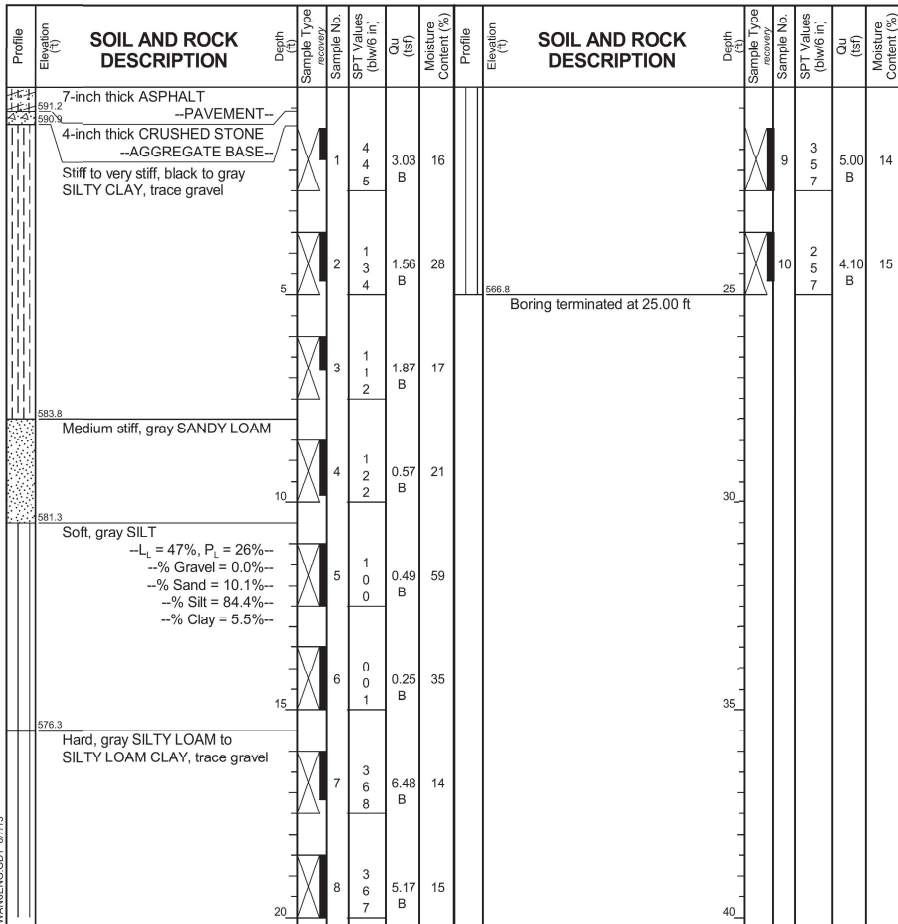 Profile
Elevation (ft)
SOIL AND ROCK DESCRIPTION
Depth (ft)
Sample Type recovery
Sample No.
SPT Values (blw/6 in)
Qu (tsf)
Moisture Content (%)
Profile
Elevation (ft)
SOIL AND ROCK DESCRIPTION
Depth (ft)
Sample Type recovery
Sample No.
SPT Values (blw/6 in)
Qu (tsf)
Moisture Content (%)
7-inch thick ASPHALT
591.2
--PAVEMENT--
590.9
4-inch thick CRUSHED STONE
--AGGREGATE BASE--
Stiff to very stiff, black to gray
SILTY CLAY, trace gravel
1
4
4
5
3.03
B
16
2
1
3
4
1.56
B
28
5
3
1
1
2
1.87
B
17
583.8
Medium stiff, gray SANDY LOAM
4
1
2
2
0.57
B
21
10
581.3
Soft, gray SILT
--LL = 47%, PL = 26%--
--% Gravel = 0.0%--
--% Sand = 10.1%--
--% Silt = 84.4%--
--% Clay = 5.5%--
5
1
0
0
0.49
B
59
6
0
0
1
0.25
B
35
15
576.3
Hard, gray SILTY LOAM to
SILTY LOAM CLAY, trace gravel
7
3
6
8
6.48
B
14
8
3
6
7
5.17
B
15
20
9
3
5
7
5.00
B
14
10
2
5
7
4.10
B
15
25
566.8
Boring terminated at 25.00 ft
30
35
40